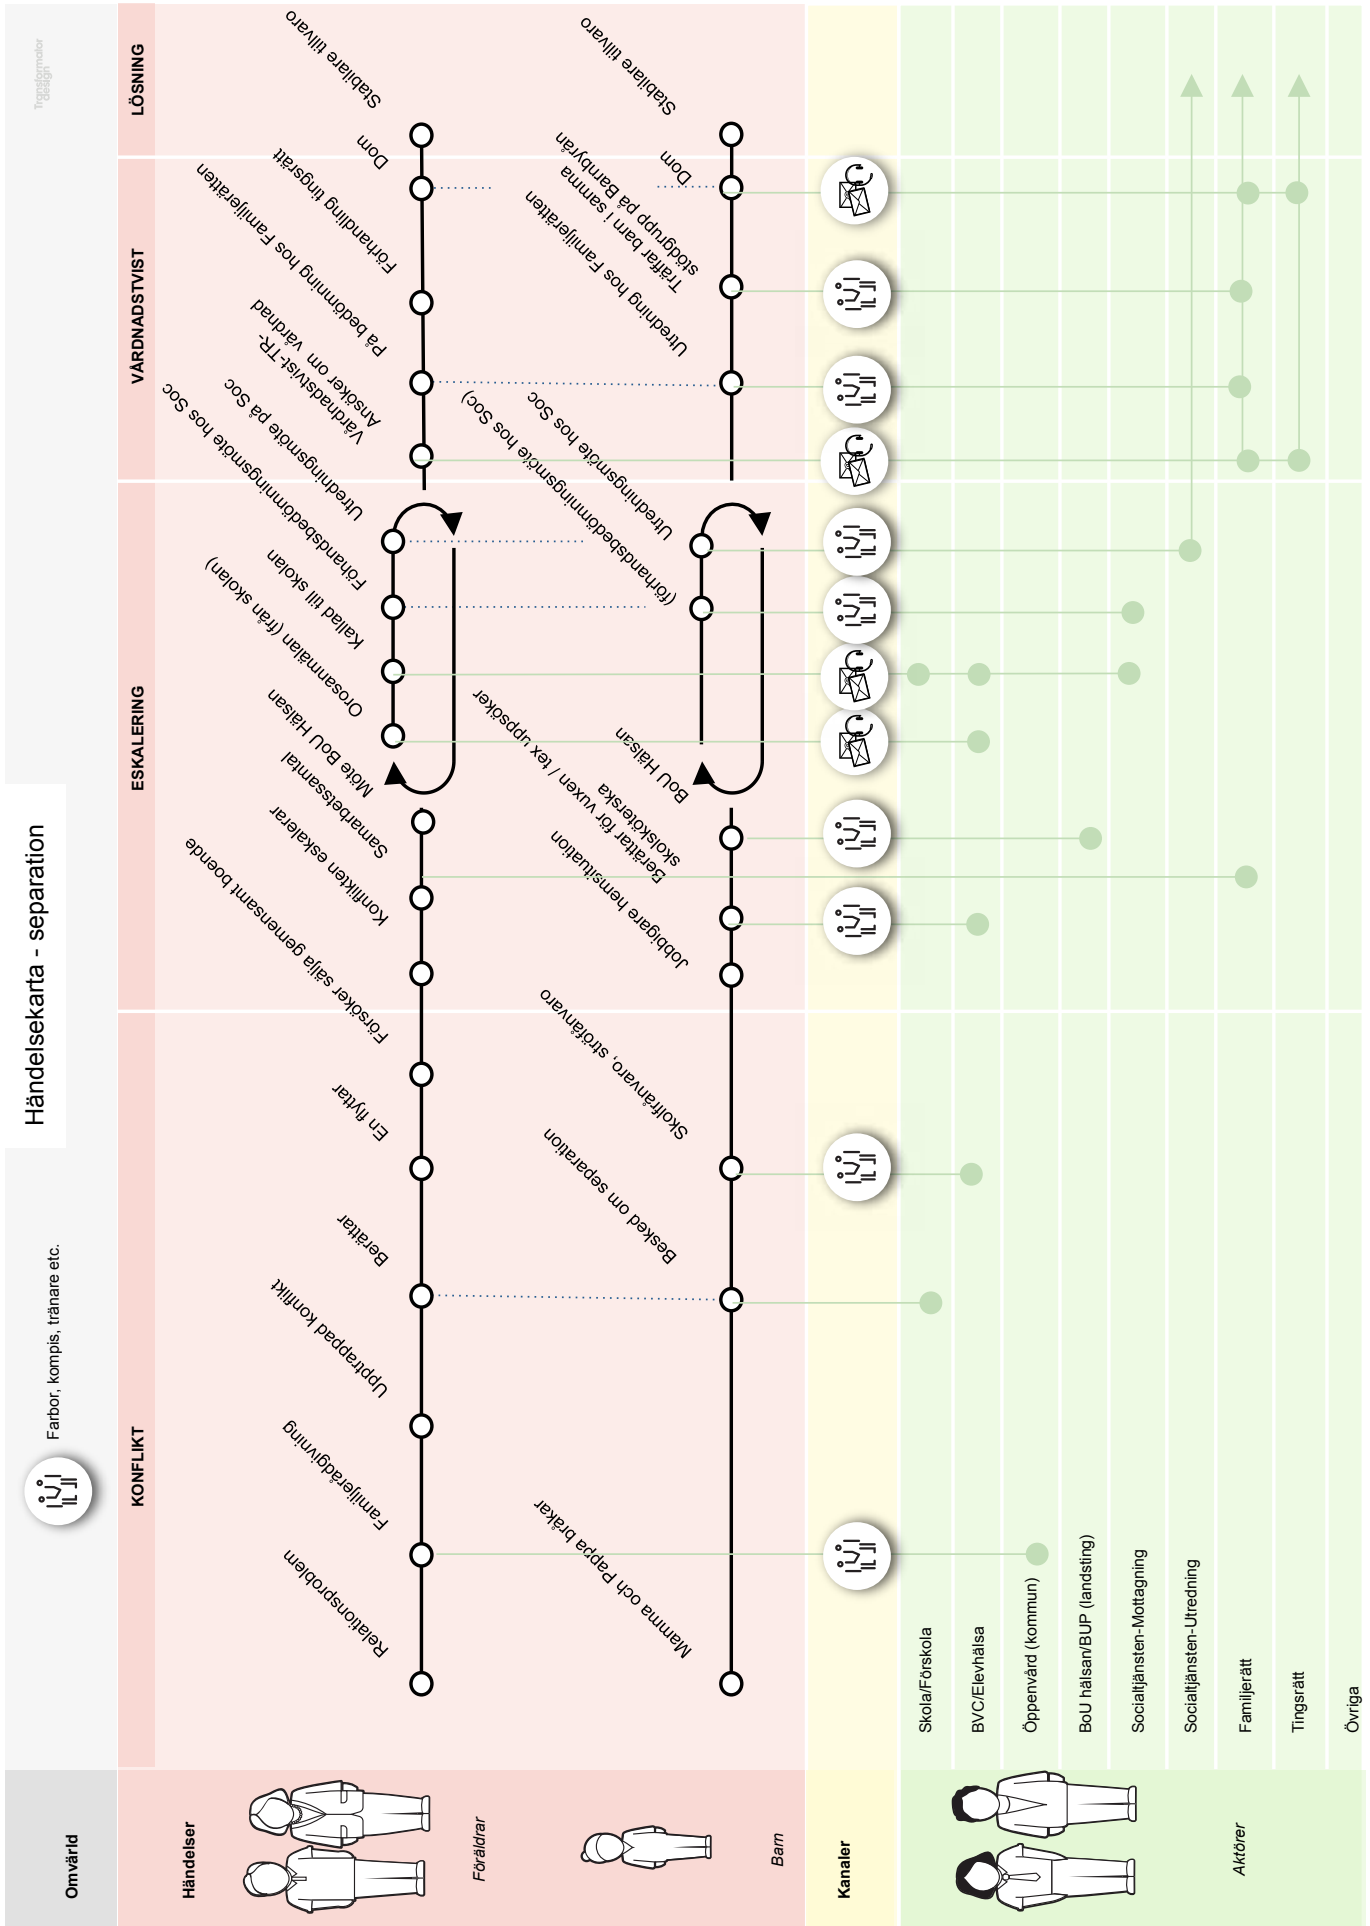 Händelsekarta - separation
Transformator
design
Omvärld
Farbor, kompis, tränare etc.
Händelser
KONFLIKT
ESKALERING
VÅRDNADSTVIST
LÖSNING
Föräldrar
Relationsproblem
Familjerådgivning
Upptrappad konflikt
Berättar
En flyttar
Försöker sälja gemensamt boende
Konflikten eskalerar
Samarbetssamtal
Möte BoU Hälsan
Orosanmälan (från skolan)
Kallad till skolan
Föhandsbedömningsmöte hos Soc
Utredningsmöte på Soc
Vårdnadstvist-TR-
Ansöker om vårdnad
På bedömning hos Familjerätten
Förhandling tingsrätt
Dom
Stabilare tillvaro
Barn
Mamma och Pappa bråkar
Besked om separation
Skolfrånvaro, ströfrånvaro
Jobbigare hemsituation
Berättar för vuxen / tex uppsöker
skolsköterska
BoU Hälsan
(förhandsbedömningsmöte hos Soc)
Utredningsmöte hos Soc
Utredning hos Familjerätten
Träffar barn i samma
stödgrupp på Barnbyrån
Dom
Stabilare tillvaro
Kanaler
Aktörer
Skola/Förskola
BVC/Elevhälsa
Öppenvård (kommun)
BoU hälsan/BUP (landsting)
Socialtjänsten-Mottagning
Socialtjänsten-Utredning
Familjerätt
Tingsrätt
Övriga